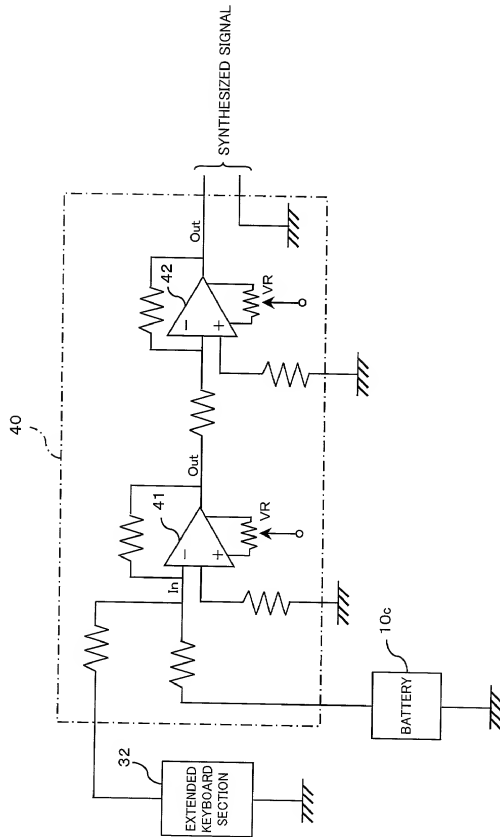 40
32
EXTENDED
KEYBOARD
SECTION
In
41
−
+
VR
Out
42
−
+
VR
Out
SYNTHESIZED SIGNAL
10c
BATTERY